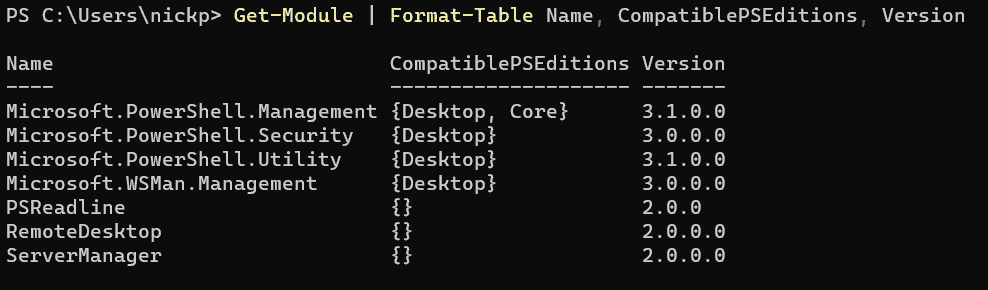 PS C:\Users\nickp> Get-Module | Format-Table Name, CompatiblePSEditions, Version
Name                            CompatiblePSEditions Version
----                            -------------------- -------
Microsoft.PowerShell.Management {Desktop, Core}      3.1.0.0
Microsoft.PowerShell.Security   {Desktop}            3.0.0.0
Microsoft.PowerShell.Utility    {Desktop}            3.1.0.0
Microsoft.WSMan.Management      {Desktop}            3.0.0.0
PSReadline                      {}                   2.0.0
RemoteDesktop                   {}                   2.0.0.0
ServerManager                   {}                   2.0.0.0